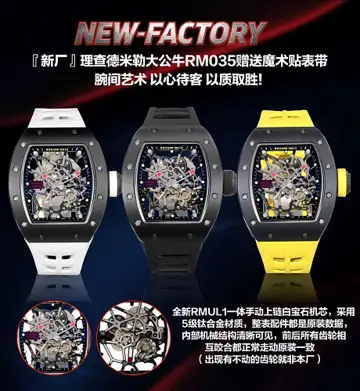 NEW-FACTORY
『新厂』理查德米勒大公牛RM035赠送魔术贴表带
腕间艺术 以心待客 以质取胜!
全新RMUL1一体手动上链白宝石机芯，采用
5级钛合金材质，整表配件都是原装数据，
内部机械结构清晰可见，前后所有齿轮相
互咬合都正常走动原装一致
（出现有不动的齿轮就非本厂）